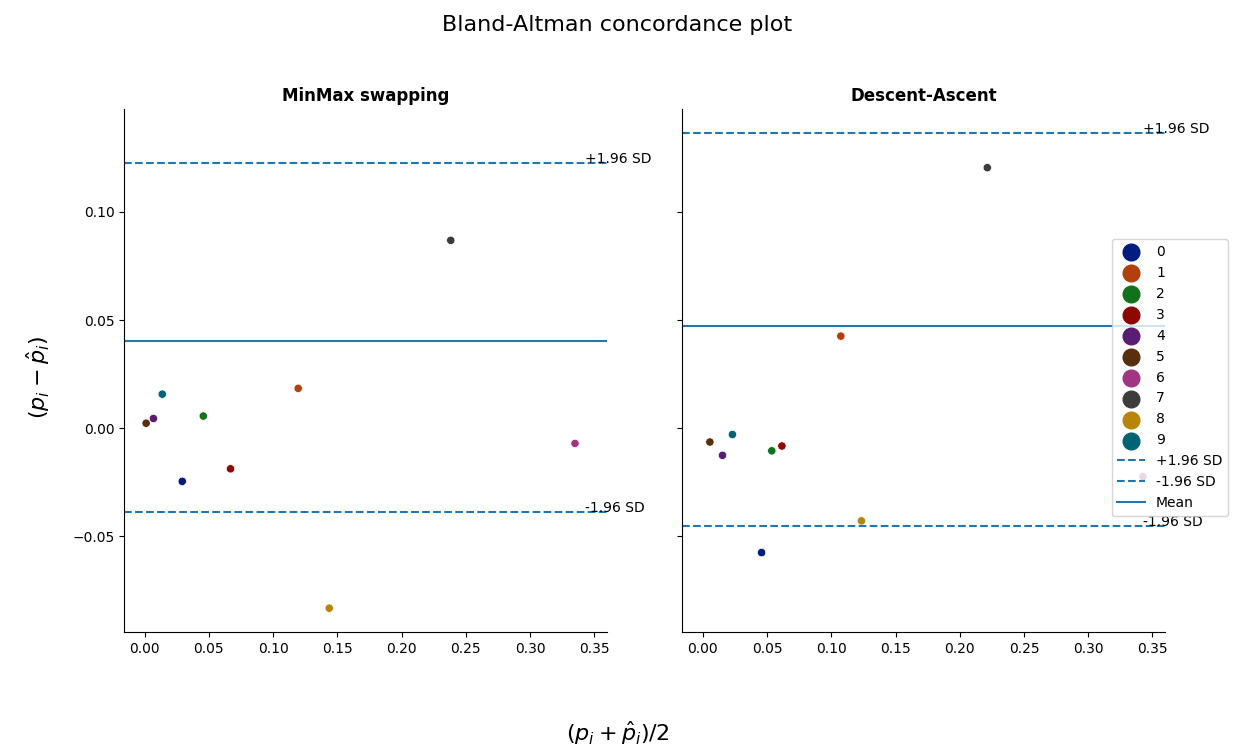 Bland-Altman concordance plot
MinMax swapping
+1.96 SD
-1.96 SD
0.10
0.05
0.00
−0.05
0.00 0.05 0.10 0.15 0.20 0.25 0.30 0.35
(pᵢ − p̂ᵢ)
Descent-Ascent
+1.96 SD
-1.96 SD
0.00 0.05 0.10 0.15 0.20 0.25 0.30 0.35
0
1
2
3
4
5
6
7
8
9
+1.96 SD
-1.96 SD
Mean
(pᵢ + p̂ᵢ)/2